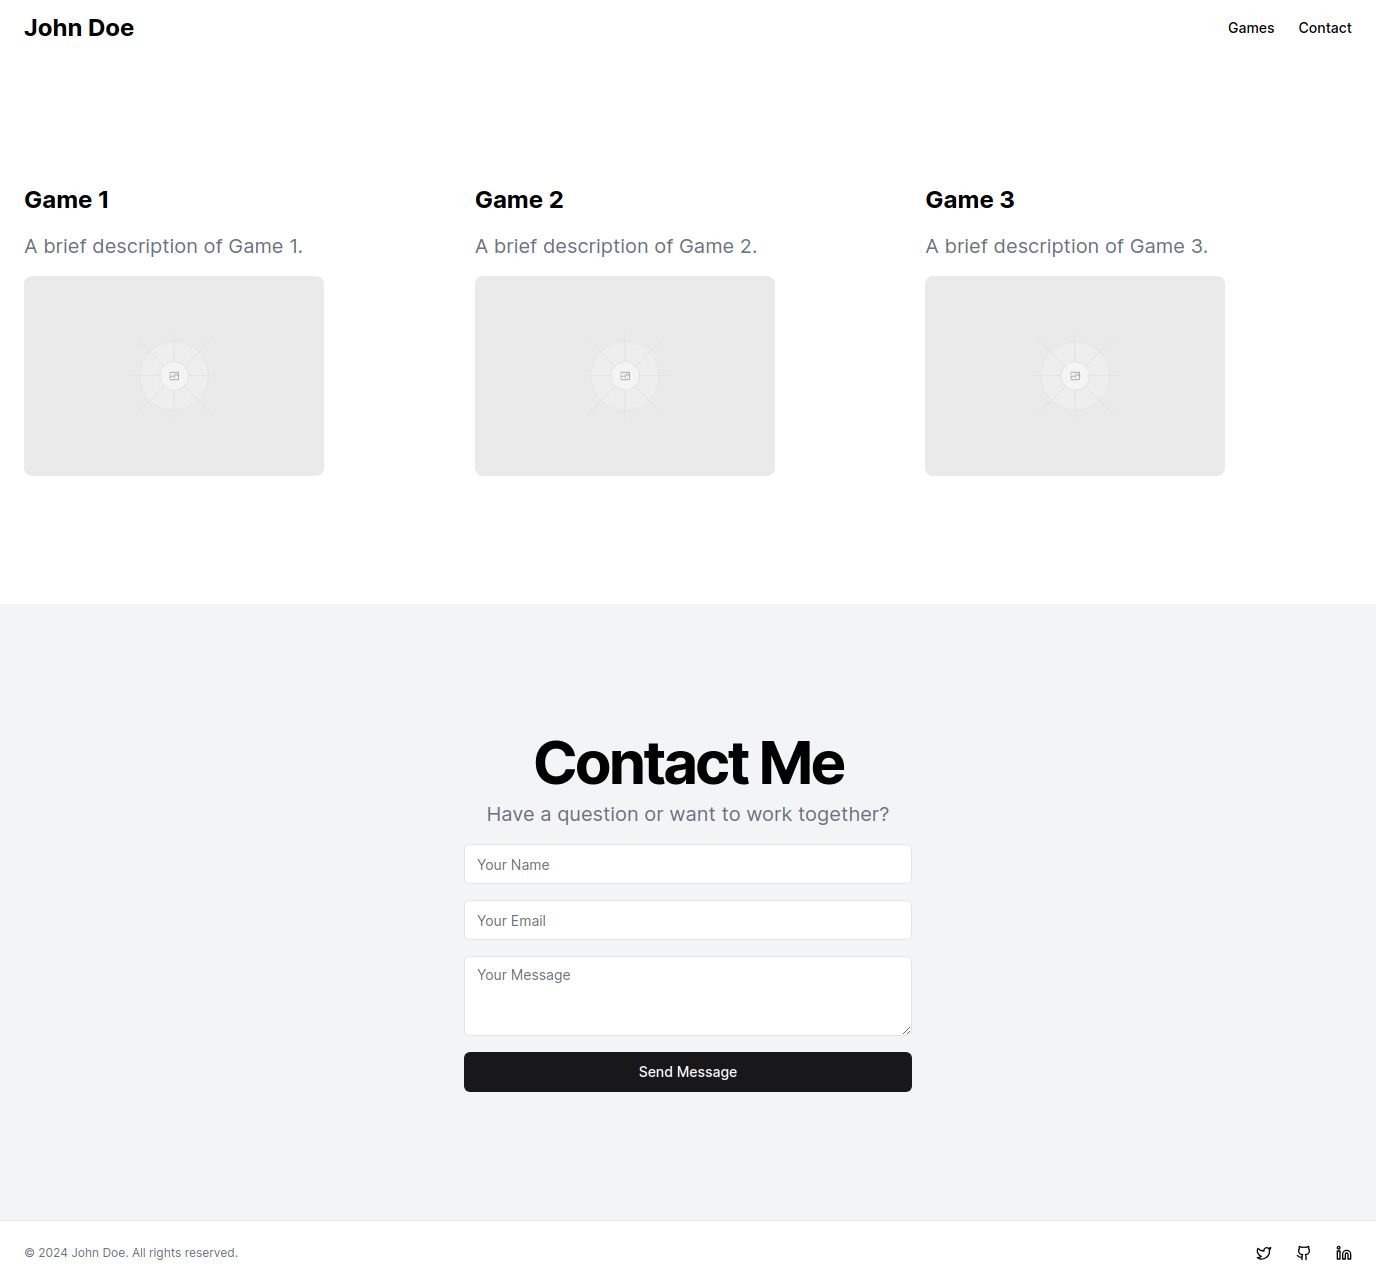 John Doe
Games Contact
Game 1
A brief description of Game 1.
Game 2
A brief description of Game 2.
Game 3
A brief description of Game 3.
Contact Me
Have a question or want to work together?
Your Name
Your Email
Your Message
Send Message
© 2024 John Doe. All rights reserved.